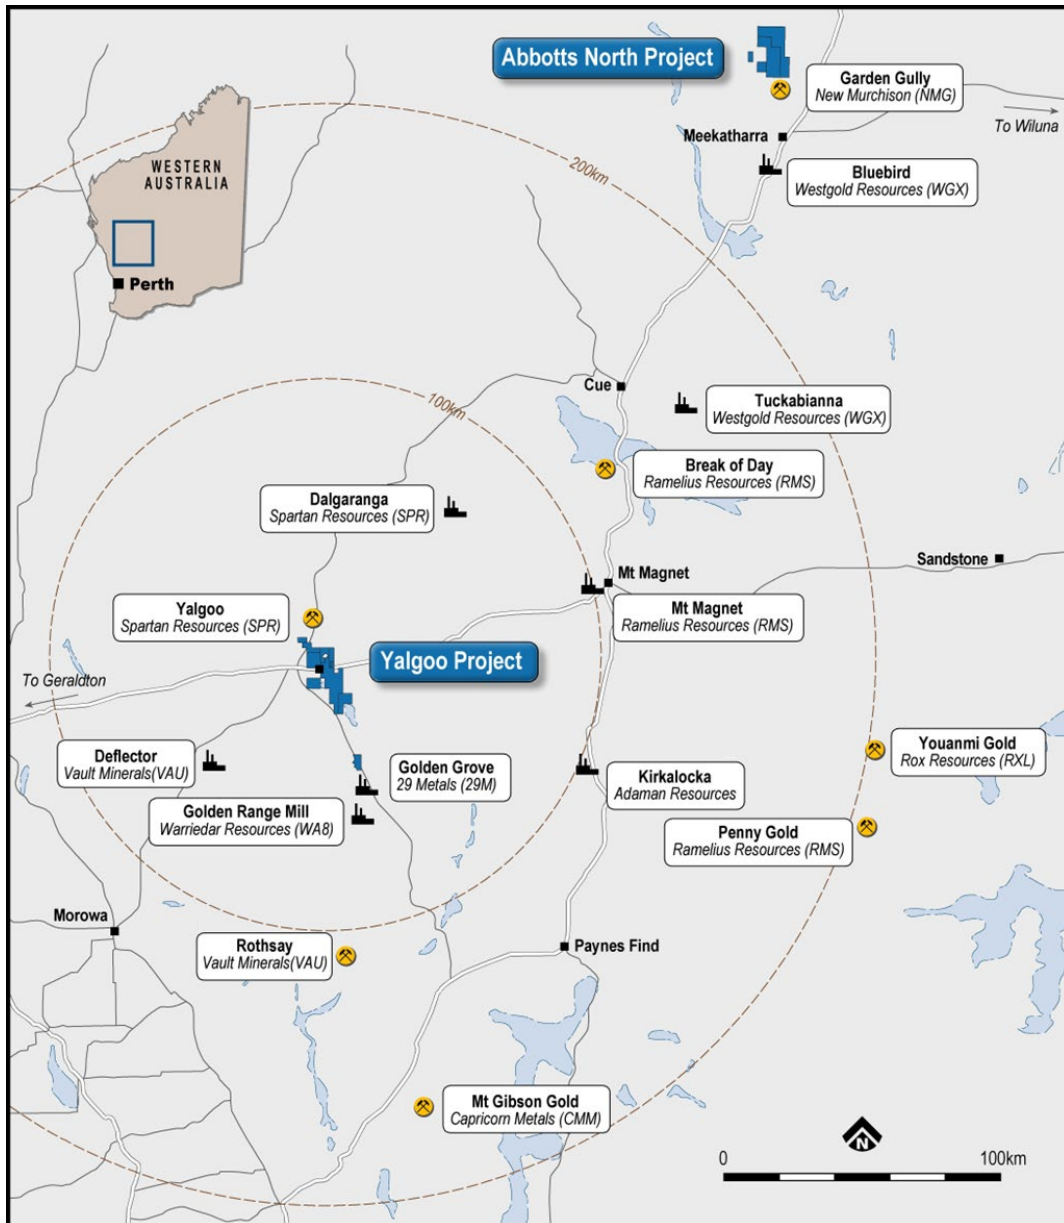 Abbotts North Project
Garden Gully
New Murchison (NMG)
To Wiluna
Meekatharra
200km
WESTERN
AUSTRALIA
Bluebird
Westgold Resources (WGX)
Perth
Cue
100km
Tuckabianna
Westgold Resources (WGX)
Break of Day
Ramelius Resources (RMS)
Dalgaranga
Spartan Resources (SPR)
Sandstone
Mt Magnet
Yalgoo
Spartan Resources (SPR)
Mt Magnet
Ramelius Resources (RMS)
Yalgoo Project
To Geraldton
Deflector
Vault Minerals(VAU)
Golden Grove
29 Metals (29M)
Kirkalocka
Adaman Resources
Youanmi Gold
Rox Resources (RXL)
Golden Range Mill
Warriedar Resources (WA8)
Penny Gold
Ramelius Resources (RMS)
Morowa
Rothsay
Vault Minerals(VAU)
Paynes Find
Mt Gibson Gold
Capricorn Metals (CMM)
N
0 100km